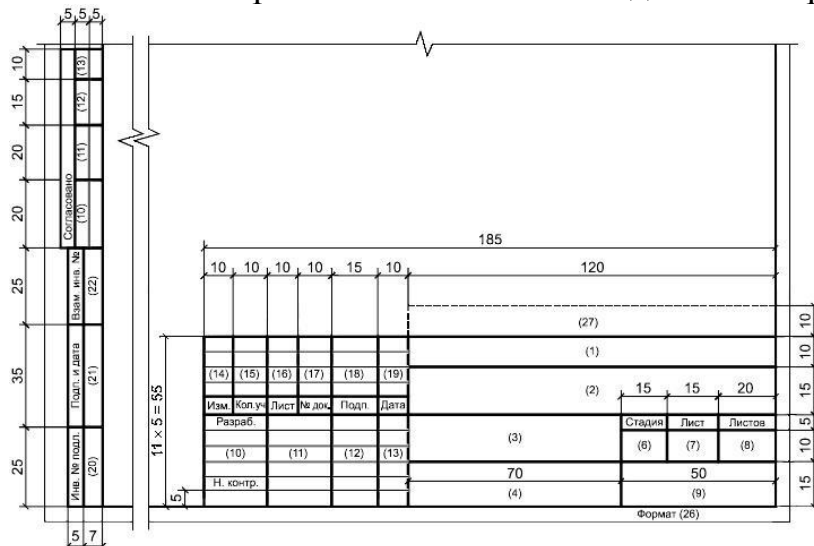 5 5 5
10
15
20
20
25
35
25
(13)
(12)
(11)
(10)
Согласовано
Взам. инв. №
(22)
Подп. и дата
(21)
Инв. № подл.
(20)
5 7
185
10 10 10 10 15 10 120
(27)
10
(1)
10
(14) (15) (16) (17) (18) (19)
(2)
15 15 20
15
Изм. Кол.уч Лист № док. Подп. Дата
Разраб.
Стадия Лист Листов
5
(3)
(6) (7) (8)
10
(10) (11) (12) (13)
70 50
Н. контр.
(4) (9)
15
11 x 5 = 55
5
Формат (26)